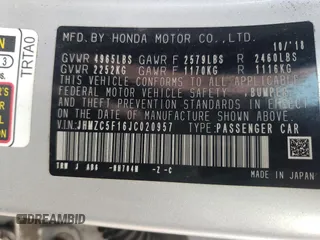 MFD.BY HONDA MOTOR CO.,LTD. 10/'18
GVWR 4965LBS GAWR F 2579LBS R 2460LBS
GVWR 2252KG GAWR F 1170KG R 1116KG
THIS VEHICLE CONFORMS TO ALL APPLICABLE
FEDERAL MOTOR VEHICLE SAFETY, BUMPER,
AND THEFT PREVENTION STANDARDS IN EFFECT ON THE
DATE OF MANUFACTURE SHOWN ABOVE.
V.I.N.:JHMZC5F16JC020957 TYPE:PASSENGER CAR
MADE IN JAPAN
TRTA0
3
DREAMBID